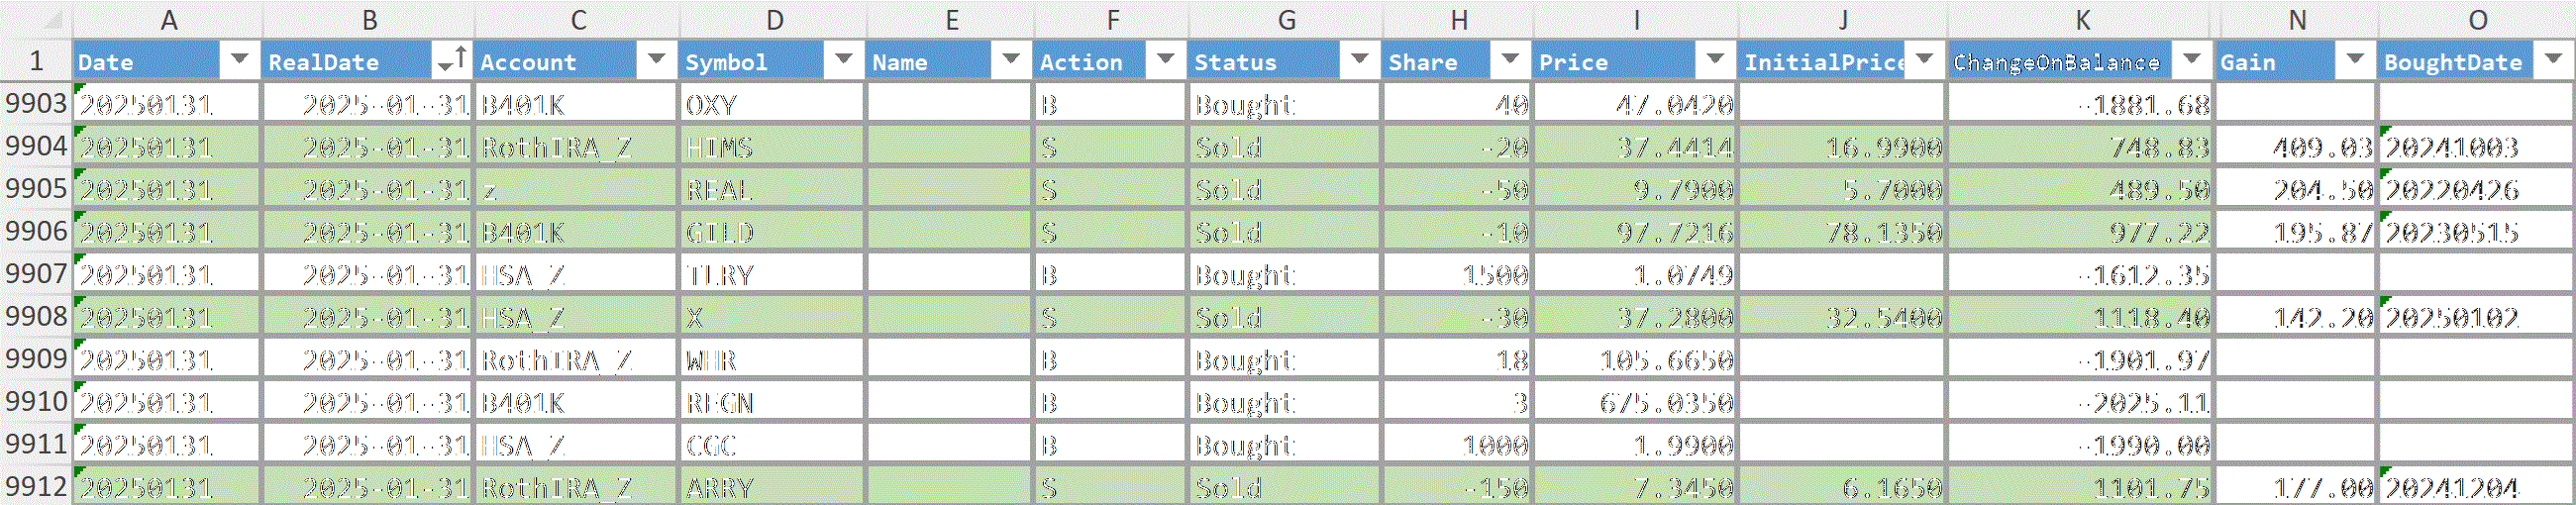 A B C D E F G H I J K N O
1 Date RealDate Account Symbol Name Action Status Share Price InitialPrice ChangeOnBalance Gain BoughtDate
9903 20250131 2025-01-31 B401K OXY B Bought 40 47.0420 -1881.68
9904 20250131 2025-01-31 RothIRA_Z HIMS S Sold -20 37.4414 16.9900 748.83 409.03 20241003
9905 20250131 2025-01-31 z REAL S Sold -50 9.7900 5.7000 489.50 204.50 20220426
9906 20250131 2025-01-31 B401K GILD S Sold -10 97.7216 78.1350 977.22 195.87 20230515
9907 20250131 2025-01-31 HSA_Z TLRY B Bought 1500 1.0749 -1612.35
9908 20250131 2025-01-31 HSA_Z X S Sold -30 37.2800 32.5400 1118.40 142.20 20250102
9909 20250131 2025-01-31 RothIRA_Z WHR B Bought 18 105.6650 -1901.97
9910 20250131 2025-01-31 B401K REGN B Bought 3 675.0350 -2025.11
9911 20250131 2025-01-31 HSA_Z CGC B Bought 1000 1.9900 -1990.00
9912 20250131 2025-01-31 RothIRA_Z ARRY S Sold -150 7.3450 6.1650 1101.75 177.00 20241204